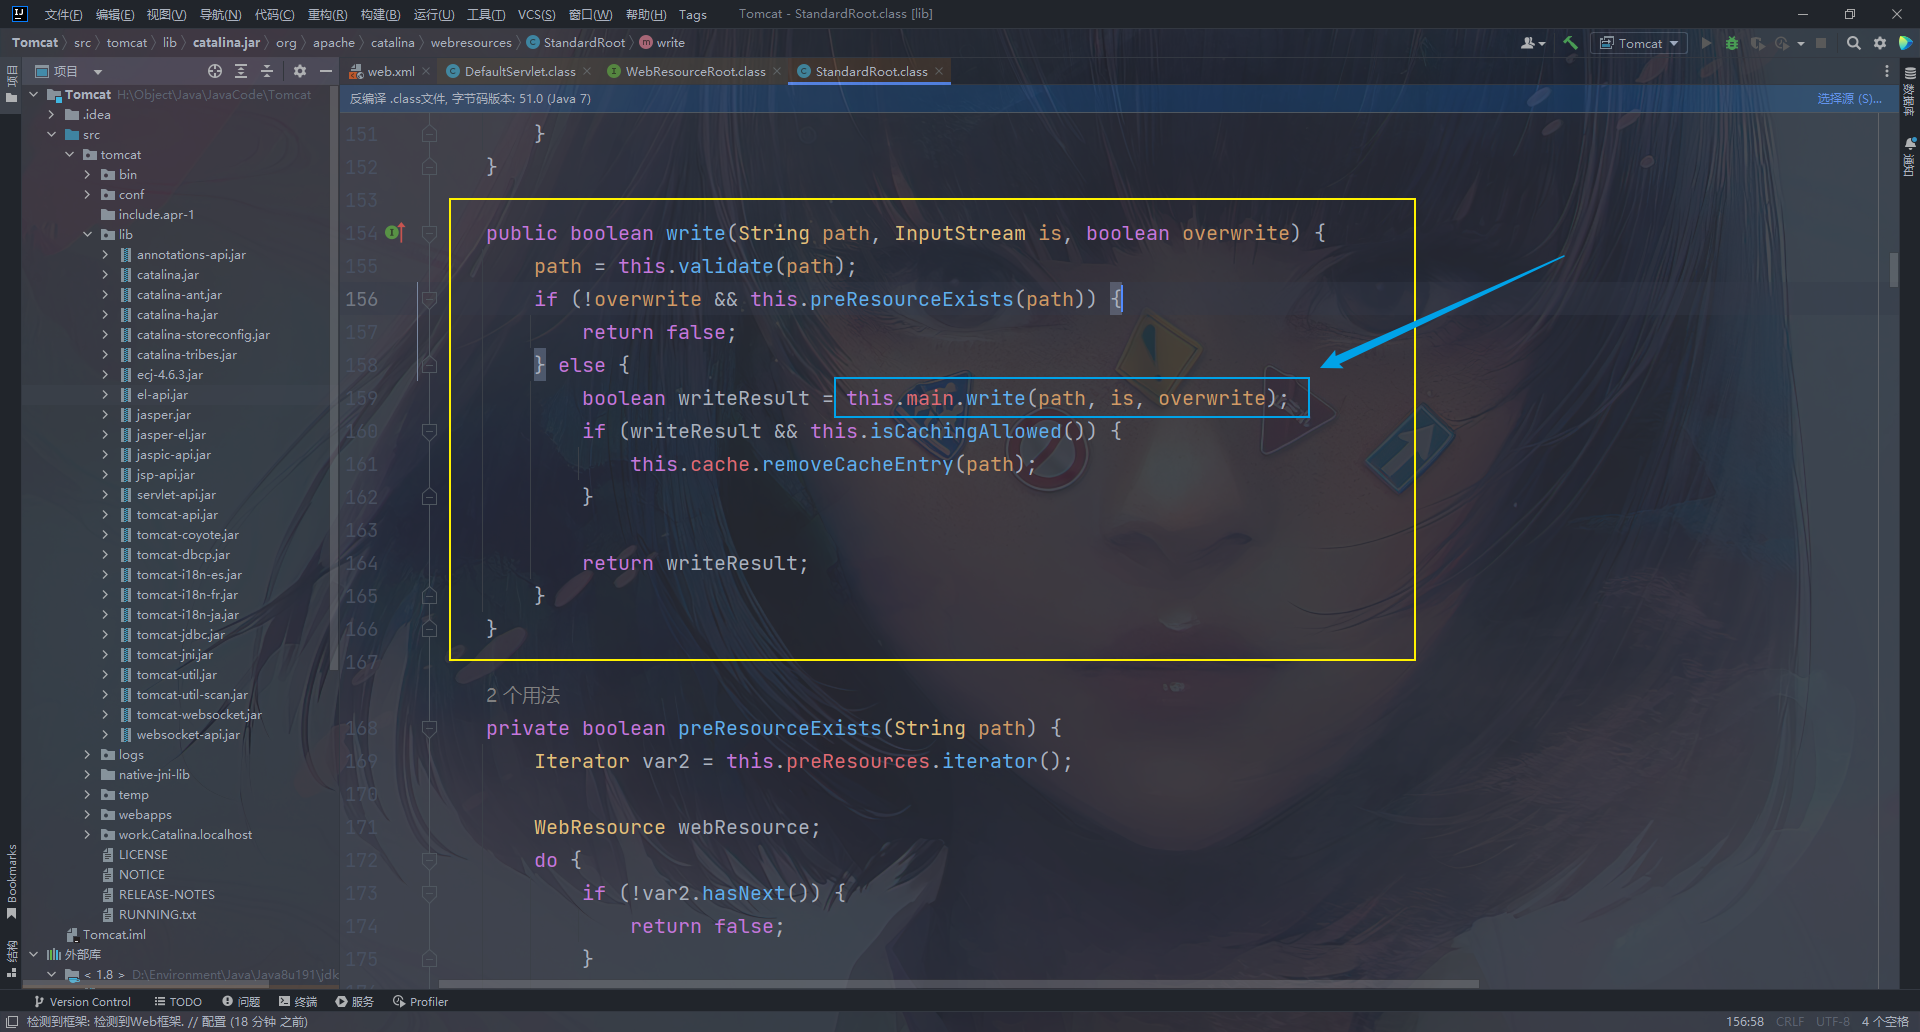 文件(F) 编辑(E) 视图(V) 导航(N) 代码(C) 重构(R) 构建(B) 运行(U) 工具(T) VCS(S) 窗口(W) 帮助(H) Tags Tomcat - StandardRoot.class [lib]
Tomcat src tomcat lib catalina.jar org apache catalina webresources StandardRoot write Tomcat
项目
web.xml DefaultServlet.class WebResourceRoot.class StandardRoot.class
反编译 .class文件, 字节码版本: 51.0 (Java 7) 选择源 (S)...
项目
Tomcat H:\Object\Java\JavaCode\Tomcat
.idea
src
tomcat
bin
conf
include.apr-1
lib
annotations-api.jar
catalina.jar
catalina-ant.jar
catalina-ha.jar
catalina-storeconfig.jar
catalina-tribes.jar
ecj-4.6.3.jar
el-api.jar
jasper.jar
jasper-el.jar
jaspic-api.jar
jsp-api.jar
servlet-api.jar
tomcat-api.jar
tomcat-coyote.jar
tomcat-dbcp.jar
tomcat-i18n-es.jar
tomcat-i18n-fr.jar
tomcat-i18n-ja.jar
tomcat-jdbc.jar
tomcat-jni.jar
tomcat-util.jar
tomcat-util-scan.jar
tomcat-websocket.jar
websocket-api.jar
logs
native-jni-lib
temp
webapps
work.Catalina.localhost
LICENSE
NOTICE
RELEASE-NOTES
RUNNING.txt
Tomcat.iml
外部库
< 1.8 > D:\Environment\Java\Java8u191\jdk
Bookmarks
结构
151 }
152 }
153
154 public boolean write(String path, InputStream is, boolean overwrite) {
155 path = this.validate(path);
156 if (!overwrite && this.preResourceExists(path)) {
157 return false;
158 } else {
159 boolean writeResult = this.main.write(path, is, overwrite);
160 if (writeResult && this.isCachingAllowed()) {
161 this.cache.removeCacheEntry(path);
162 }
163
164 return writeResult;
165 }
166 }
167
2 个用法
168 private boolean preResourceExists(String path) {
169 Iterator var2 = this.preResources.iterator();
170
171 WebResource webResource;
172 do {
173 if (!var2.hasNext()) {
174 return false;
175 }
数据库
通知
Version Control TODO 问题 终端 服务 Profiler
检测到框架: 检测到Web框架. // 配置 (18 分钟 之前) 156:58 CRLF UTF-8 4 个空格